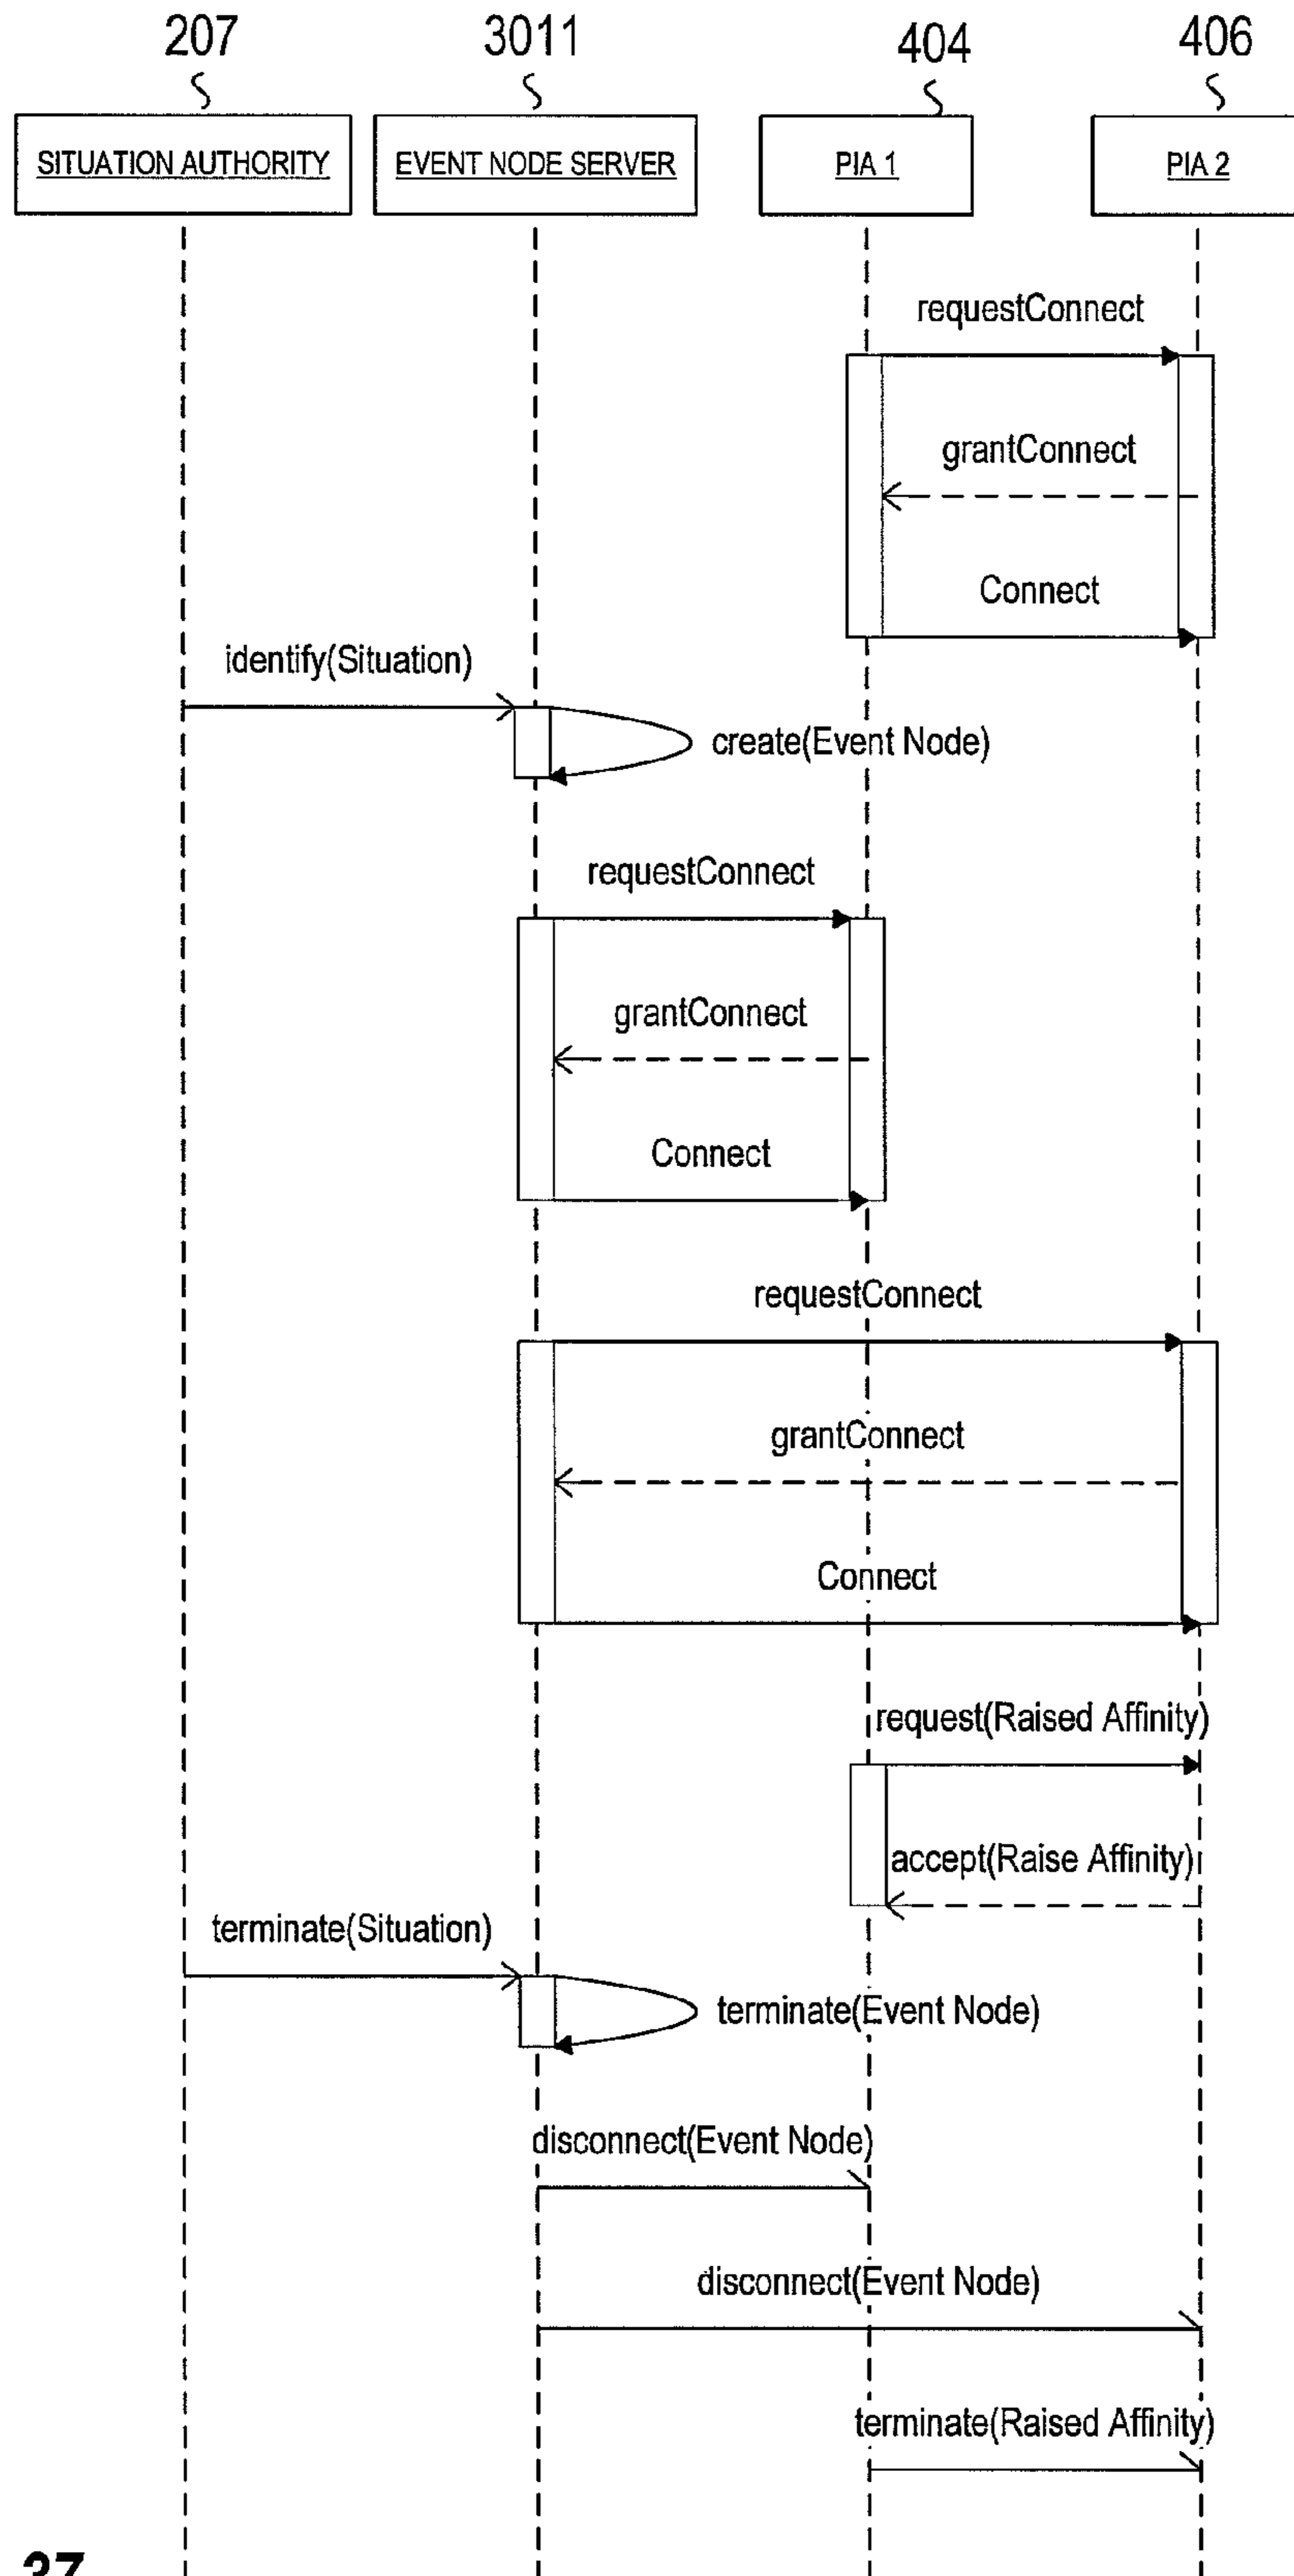 207 3011 404 406
SITUATION AUTHORITY EVENT NODE SERVER PIA 1 PIA 2
requestConnect
grantConnect
Connect
identify(Situation)
create(Event Node)
requestConnect
grantConnect
Connect
requestConnect
grantConnect
Connect
request(Raised Affinity)
accept(Raise Affinity)
terminate(Situation)
terminate(Event Node)
disconnect(Event Node)
disconnect(Event Node)
terminate(Raised Affinity)
37